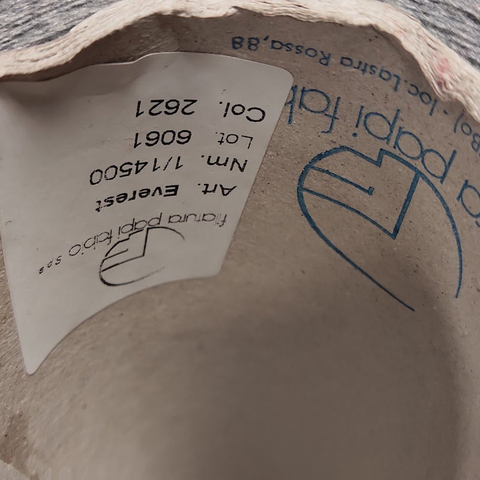 filatura papi fabio S.p.A.
Art. Everest
Nm. 1/14500
Lot. 6061
Col. 2621
papi fab
loc. Lastra Rossa, 88